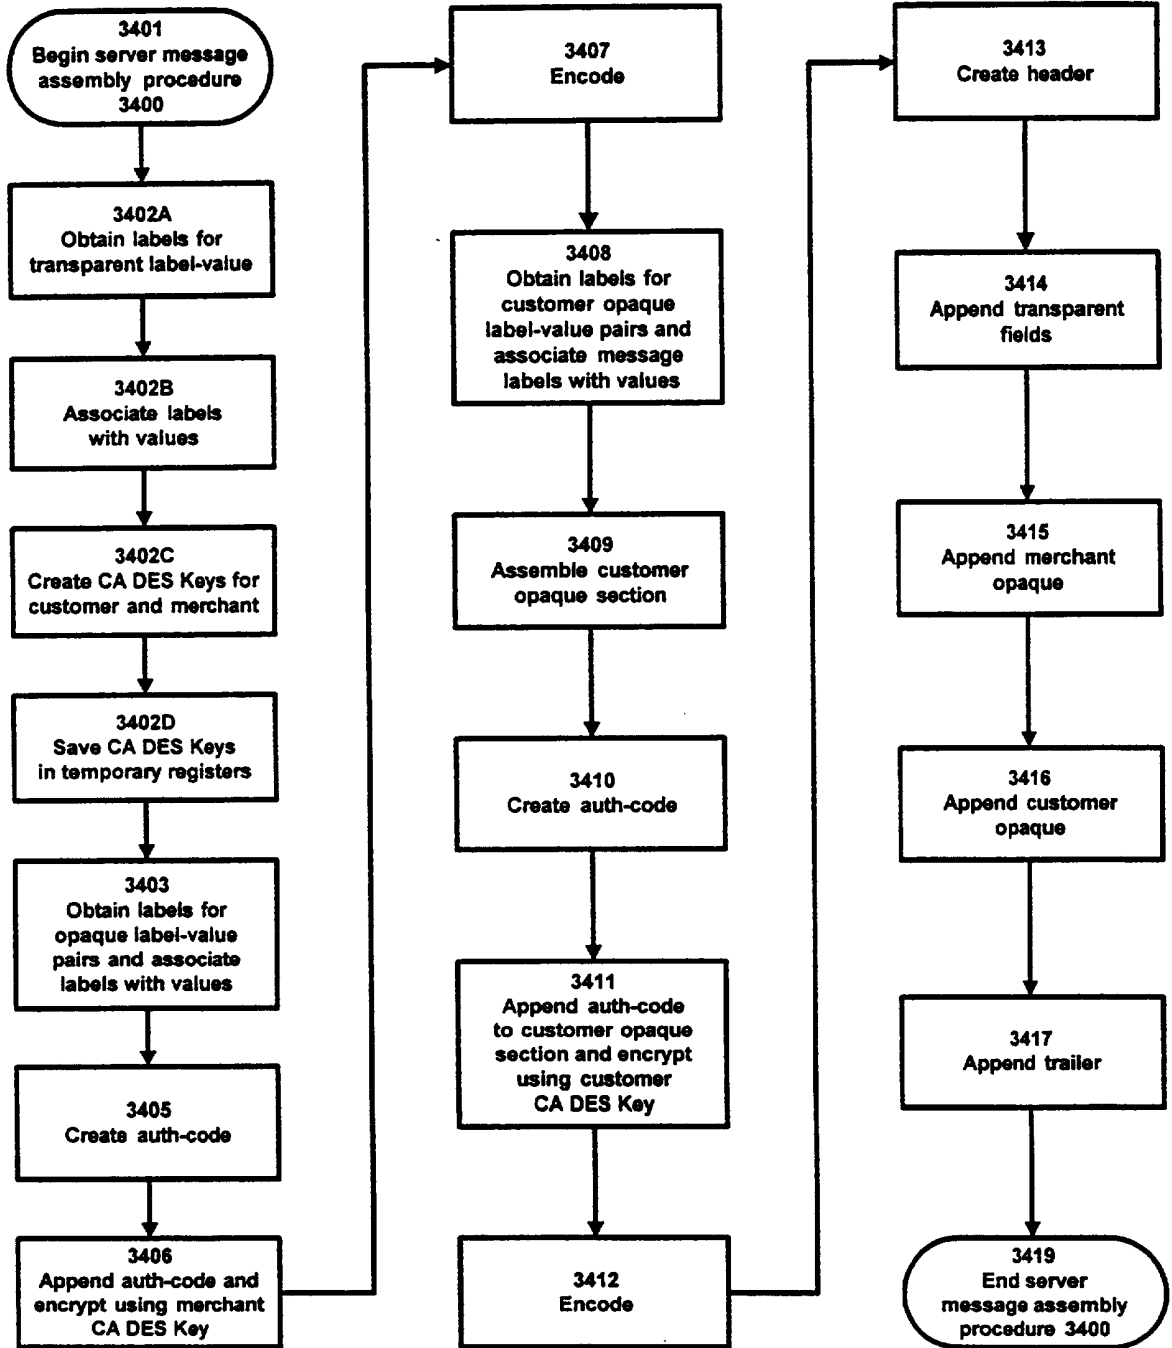 3401
Begin server message
assembly procedure
3400
3402A
Obtain labels for
transparent label-value
3402B
Associate labels
with values
3402C
Create CA DES Keys for
customer and merchant
3402D
Save CA DES Keys
in temporary registers
3403
Obtain labels for
opaque label-value
pairs and associate
labels with values
3405
Create auth-code
3406
Append auth-code and
encrypt using merchant
CA DES Key
3407
Encode
3408
Obtain labels for
customer opaque
label-value pairs and
associate message
labels with values
3409
Assemble customer
opaque section
3410
Create auth-code
3411
Append auth-code
to customer opaque
section and encrypt
using customer
CA DES Key
3412
Encode
3413
Create header
3414
Append transparent
fields
3415
Append merchant
opaque
3416
Append customer
opaque
3417
Append trailer
3419
End server
message assembly
procedure 3400